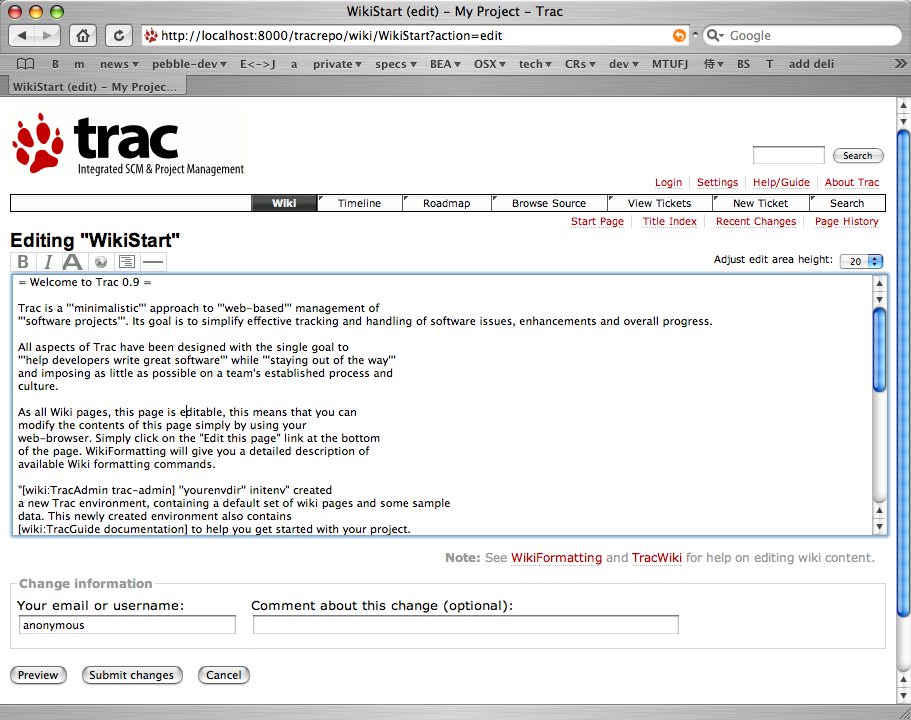 WikiStart (edit) – My Project – Trac
http://localhost:8000/tracrepo/wiki/WikiStart?action=edit
Google
B m news pebble-dev E<->J a private specs BEA OSX tech CRs dev MTUFJ 侍 BS T add deli
WikiStart (edit) – My Projec...
trac
Integrated SCM & Project Management
Search
Login Settings Help/Guide About Trac
Wiki Timeline Roadmap Browse Source View Tickets New Ticket Search
Start Page Title Index Recent Changes Page History
Editing "WikiStart"
B I A
Adjust edit area height: 20
= Welcome to Trac 0.9 =
Trac is a '''minimalistic''' approach to '''web-based''' management of
'''software projects'''. Its goal is to simplify effective tracking and handling of software issues, enhancements and overall progress.
All aspects of Trac have been designed with the single goal to
'''help developers write great software''' while '''staying out of the way'''
and imposing as little as possible on a team's established process and
culture.
As all Wiki pages, this page is editable, this means that you can
modify the contents of this page simply by using your
web-browser. Simply click on the "Edit this page" link at the bottom
of the page. WikiFormatting will give you a detailed description of
available Wiki formatting commands.
"[wiki:TracAdmin trac-admin] ''yourenvdir'' initenv" created
a new Trac environment, containing a default set of wiki pages and some sample
data. This newly created environment also contains
[wiki:TracGuide documentation] to help you get started with your project.
Note: See WikiFormatting and TracWiki for help on editing wiki content.
Change information
Your email or username: Comment about this change (optional):
anonymous
Preview Submit changes Cancel